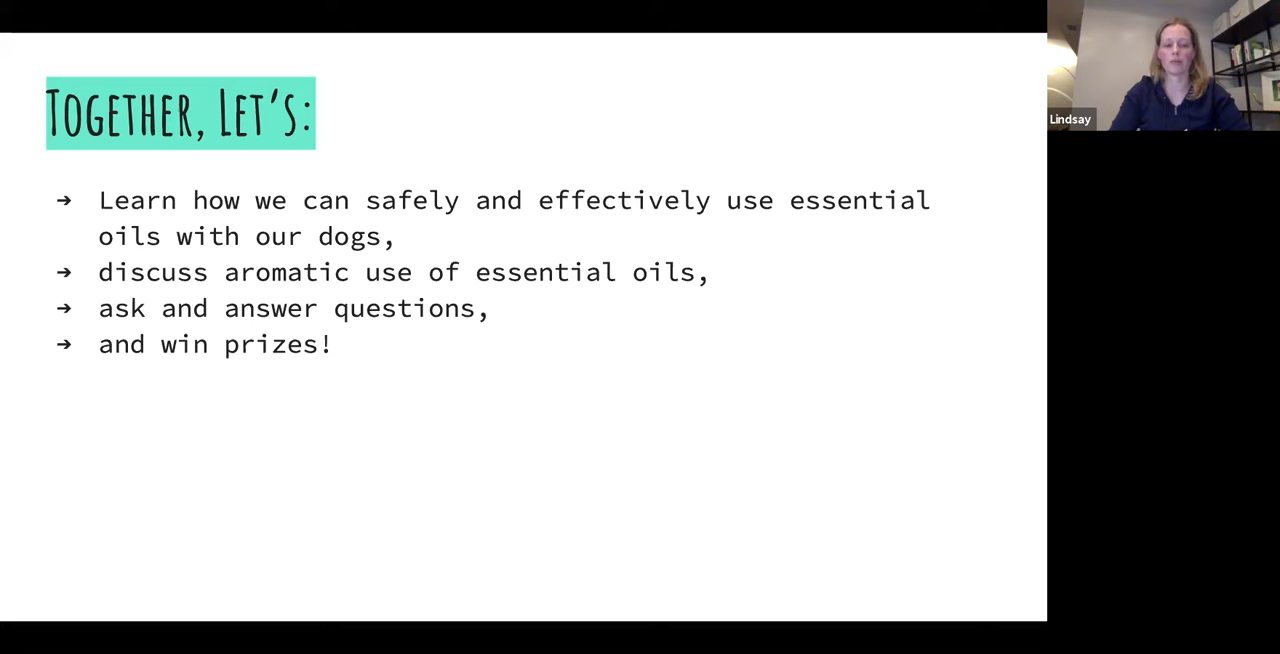 Together, Let's:
➔ Learn how we can safely and effectively use essential
oils with our dogs,
➔ discuss aromatic use of essential oils,
➔ ask and answer questions,
➔ and win prizes!
Lindsay